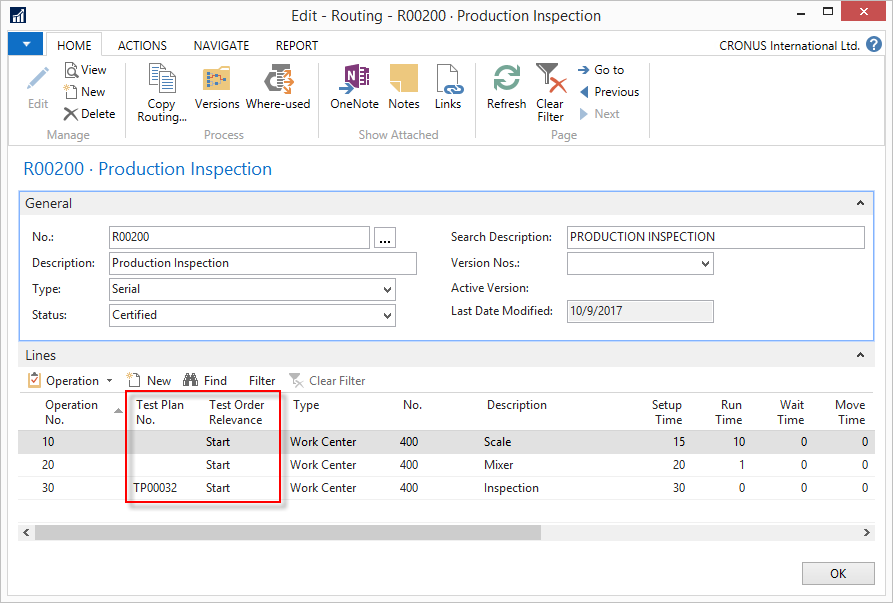 Edit - Routing - R00200 · Production Inspection
HOME ACTIONS NAVIGATE REPORT CRONUS International Ltd. ?
Edit
View
New
Delete
Manage
Copy
Routing...
Versions
Where-used
Process
OneNote
Notes
Links
Show Attached
Refresh
Clear
Filter
Go to
Previous
Next
Page
R00200 · Production Inspection
General
No.: R00200 ...
Description: Production Inspection
Type: Serial
Status: Certified
Search Description: PRODUCTION INSPECTION
Version Nos.:
Active Version:
Last Date Modified: 10/9/2017
Lines
Operation New Find Filter Clear Filter
Operation Test Plan Test Order Type No. Description Setup Run Wait Move
No. No. Relevance Time Time Time Time
10 Start Work Center 400 Scale 15 10 0 0
20 Start Work Center 400 Mixer 20 1 0 0
30 TP00032 Start Work Center 400 Inspection 30 0 0 0
OK